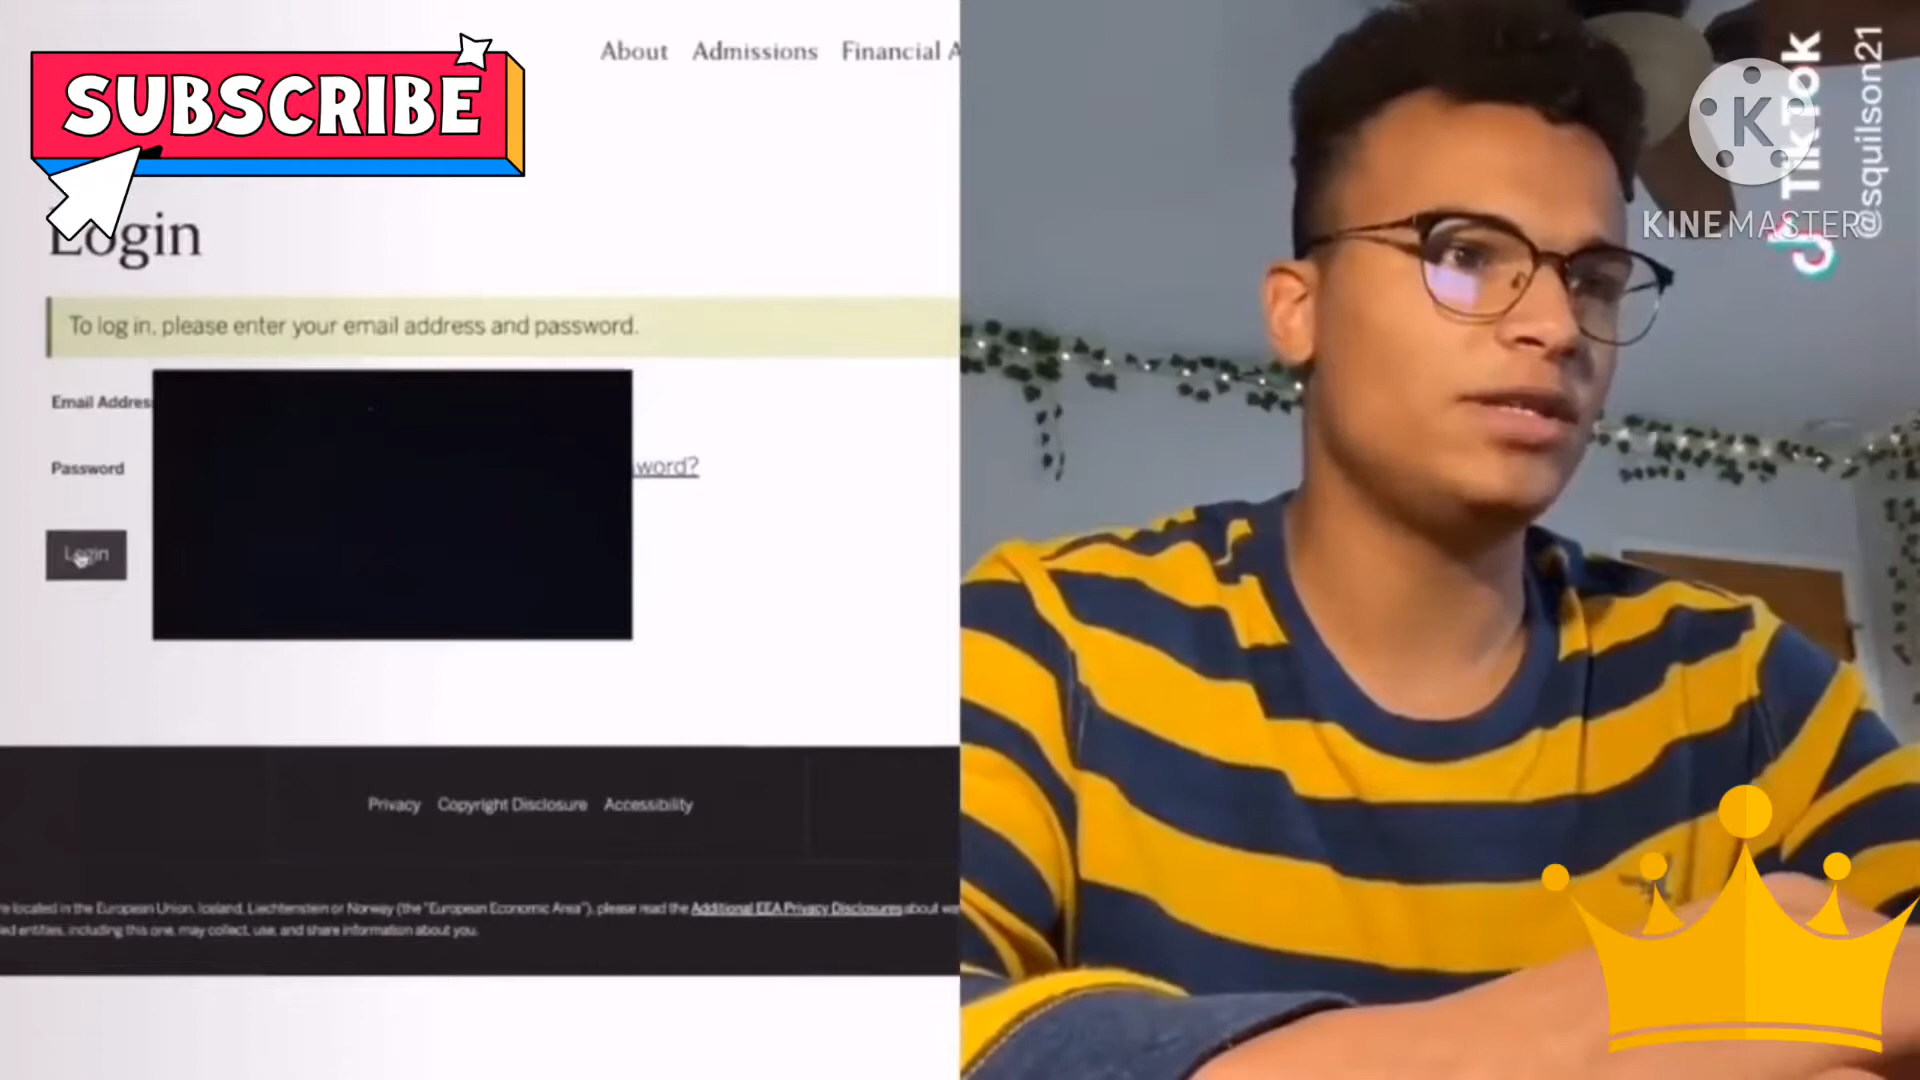 About Admissions Financial A
SUBSCRIBE
Login
To log in, please enter your email address and password.
Email Addres
Password
word?
Login
Privacy Copyright Disclosure Accessibility
re located in the European Union, Iceland, Liechtenstein or Norway (the "European Economic Area"), please read the Additional EEA Privacy Disclosures about
ed entities, including this one, may collect, use, and share information about you.
TikTok
@squilson21
K
KINEMASTER